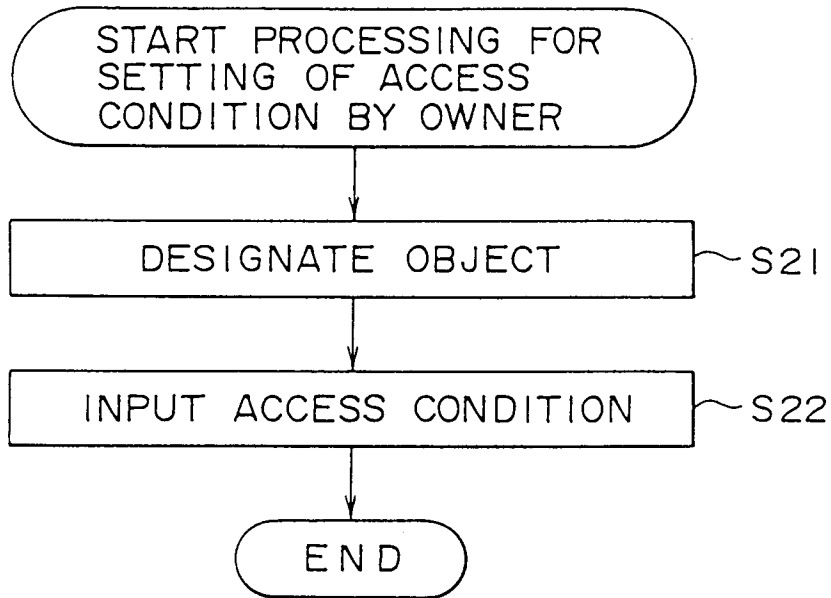 START PROCESSING FOR
SETTING OF ACCESS
CONDITION BY OWNER
DESIGNATE OBJECT
S21
INPUT ACCESS CONDITION
S22
END